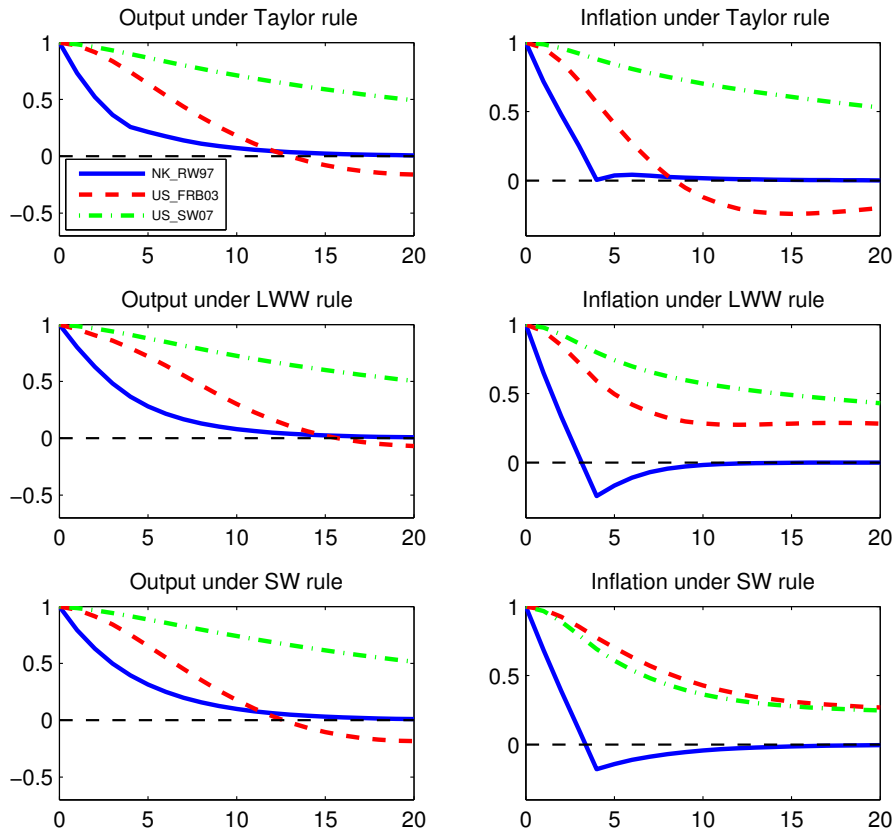 Output under Taylor rule
1
0.5
0
−0.5
NK_RW97
US_FRB03
US_SW07
0 5 10 15 20
Inflation under Taylor rule
1
0.5
0
0 5 10 15 20
Output under LWW rule
1
0.5
0
−0.5
0 5 10 15 20
Inflation under LWW rule
1
0.5
0
0 5 10 15 20
Output under SW rule
1
0.5
0
−0.5
0 5 10 15 20
Inflation under SW rule
1
0.5
0
0 5 10 15 20